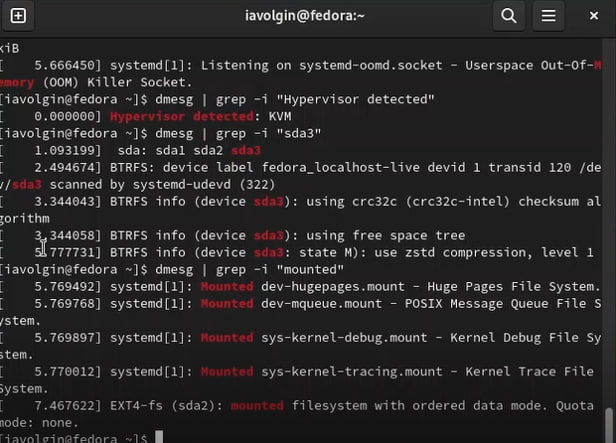 iavolgin@fedora:~
kiB
[    5.666450] systemd[1]: Listening on systemd-oomd.socket - Userspace Out-Of-M
emory (OOM) Killer Socket.
[iavolgin@fedora ~]$ dmesg | grep -i "Hypervisor detected"
[    0.000000] Hypervisor detected: KVM
[iavolgin@fedora ~]$ dmesg | grep -i "sda3"
[    1.093199]  sda: sda1 sda2 sda3
[    2.494674] BTRFS: device label fedora_localhost-live devid 1 transid 120 /de
v/sda3 scanned by systemd-udevd (322)
[    3.344043] BTRFS info (device sda3): using crc32c (crc32c-intel) checksum al
gorithm
[    3.344058] BTRFS info (device sda3): using free space tree
[    5.777731] BTRFS info (device sda3: state M): use zstd compression, level 1
[iavolgin@fedora ~]$ dmesg | grep -i "mounted"
[    5.769492] systemd[1]: Mounted dev-hugepages.mount - Huge Pages File System.
[    5.769768] systemd[1]: Mounted dev-mqueue.mount - POSIX Message Queue File S
ystem.
[    5.769897] systemd[1]: Mounted sys-kernel-debug.mount - Kernel Debug File Sy
stem.
[    5.770012] systemd[1]: Mounted sys-kernel-tracing.mount - Kernel Trace File
System.
[    7.467622] EXT4-fs (sda2): mounted filesystem with ordered data mode. Quota
mode: none.
[iavolgin@fedora ~]$